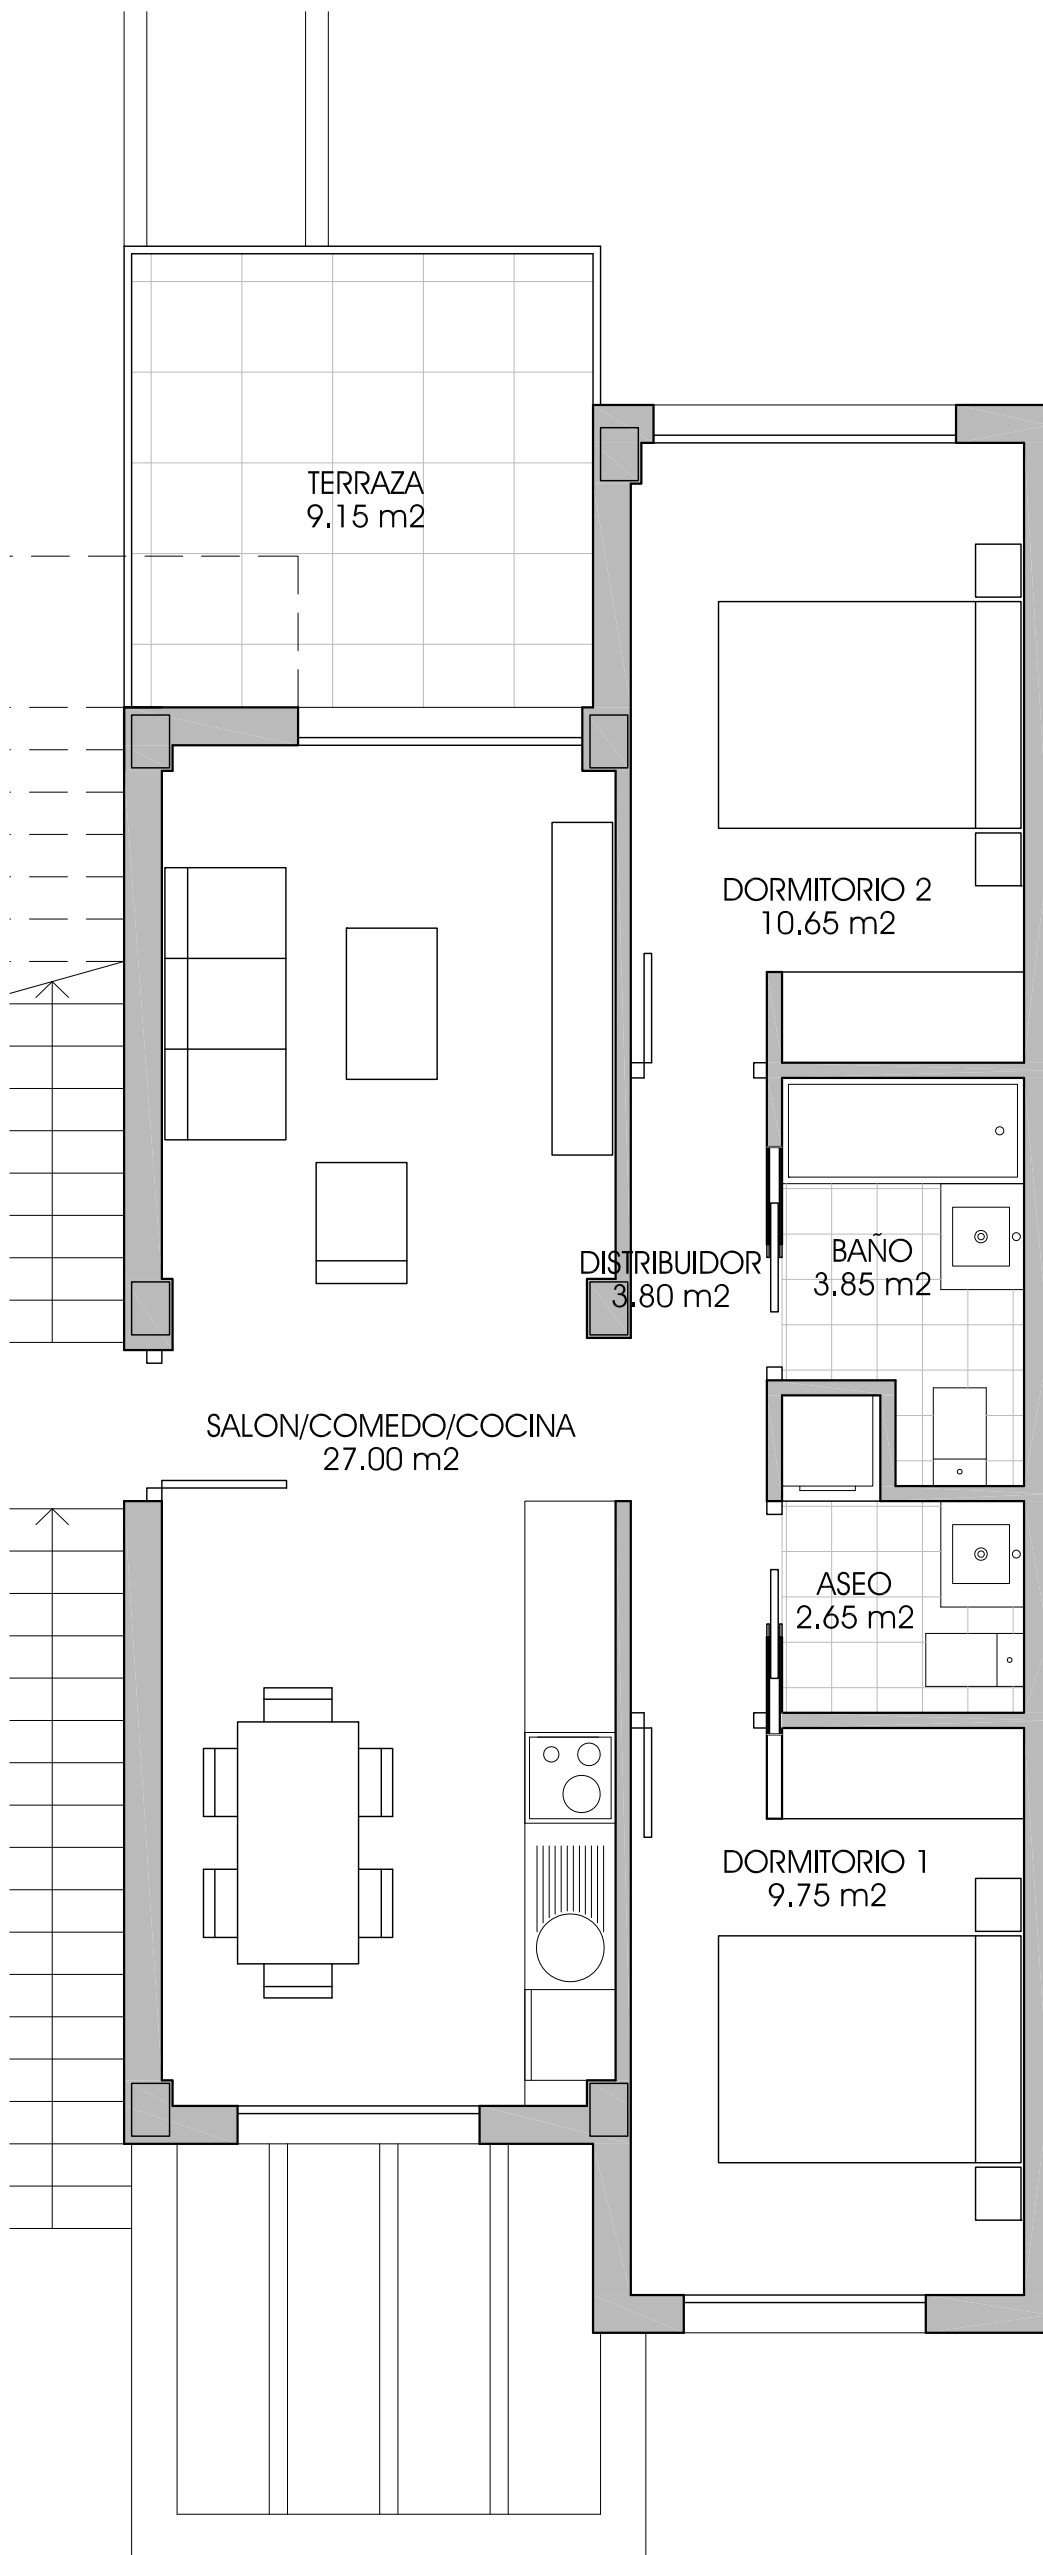 TERRAZA
9.15 m2
DORMITORIO 2
10.65 m2
DISTRIBUIDOR
3.80 m2
BAÑO
3.85 m2
SALON/COMEDO/COCINA
27.00 m2
ASEO
2.65 m2
DORMITORIO 1
9.75 m2